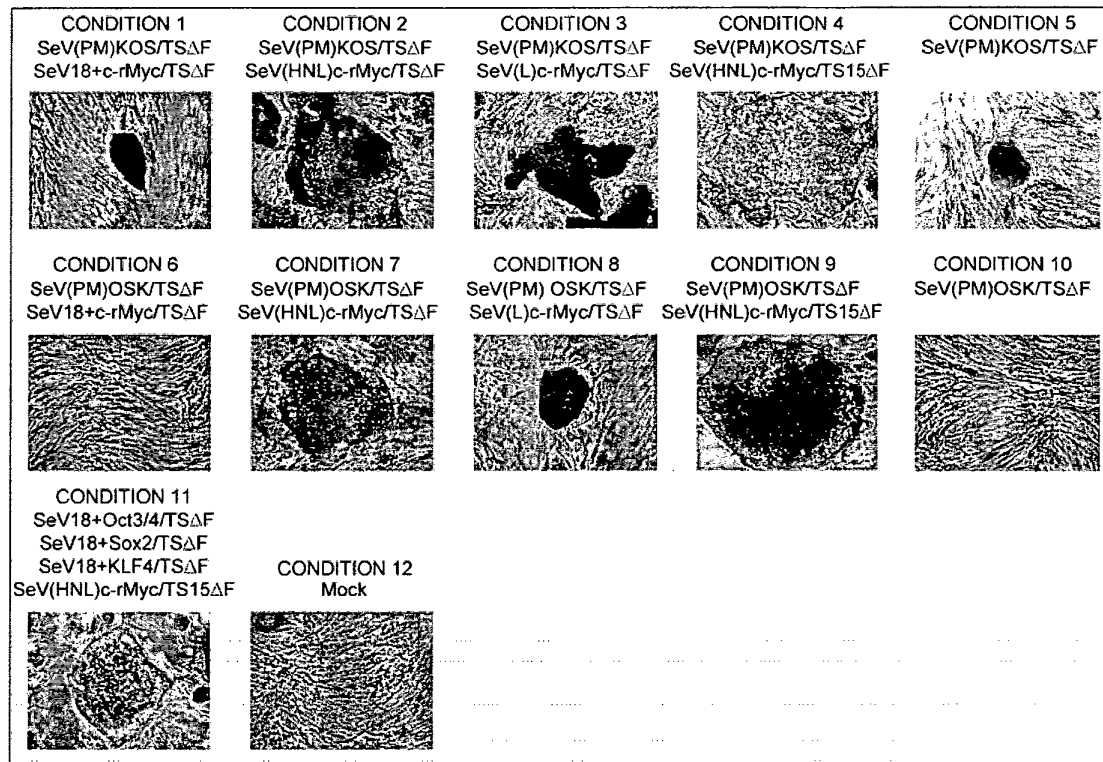 CONDITION 1
SeV(PM)KOS/TSΔF
SeV18+c-rMyc/TSΔF
CONDITION 2
SeV(PM)KOS/TSΔF
SeV(HNL)c-rMyc/TSΔF
CONDITION 3
SeV(PM)KOS/TSΔF
SeV(L)c-rMyc/TSΔF
CONDITION 4
SeV(PM)KOS/TSΔF
SeV(HNL)c-rMyc/TS15ΔF
CONDITION 5
SeV(PM)KOS/TSΔF
CONDITION 6
SeV(PM)OSK/TSΔF
SeV18+c-rMyc/TSΔF
CONDITION 7
SeV(PM)OSK/TSΔF
SeV(HNL)c-rMyc/TSΔF
CONDITION 8
SeV(PM) OSK/TSΔF
SeV(L)c-rMyc/TSΔF
CONDITION 9
SeV(PM)OSK/TSΔF
SeV(HNL)c-rMyc/TS15ΔF
CONDITION 10
SeV(PM)OSK/TSΔF
CONDITION 11
SeV18+Oct3/4/TSΔF
SeV18+Sox2/TSΔF
SeV18+KLF4/TSΔF
SeV(HNL)c-rMyc/TS15ΔF
CONDITION 12
Mock